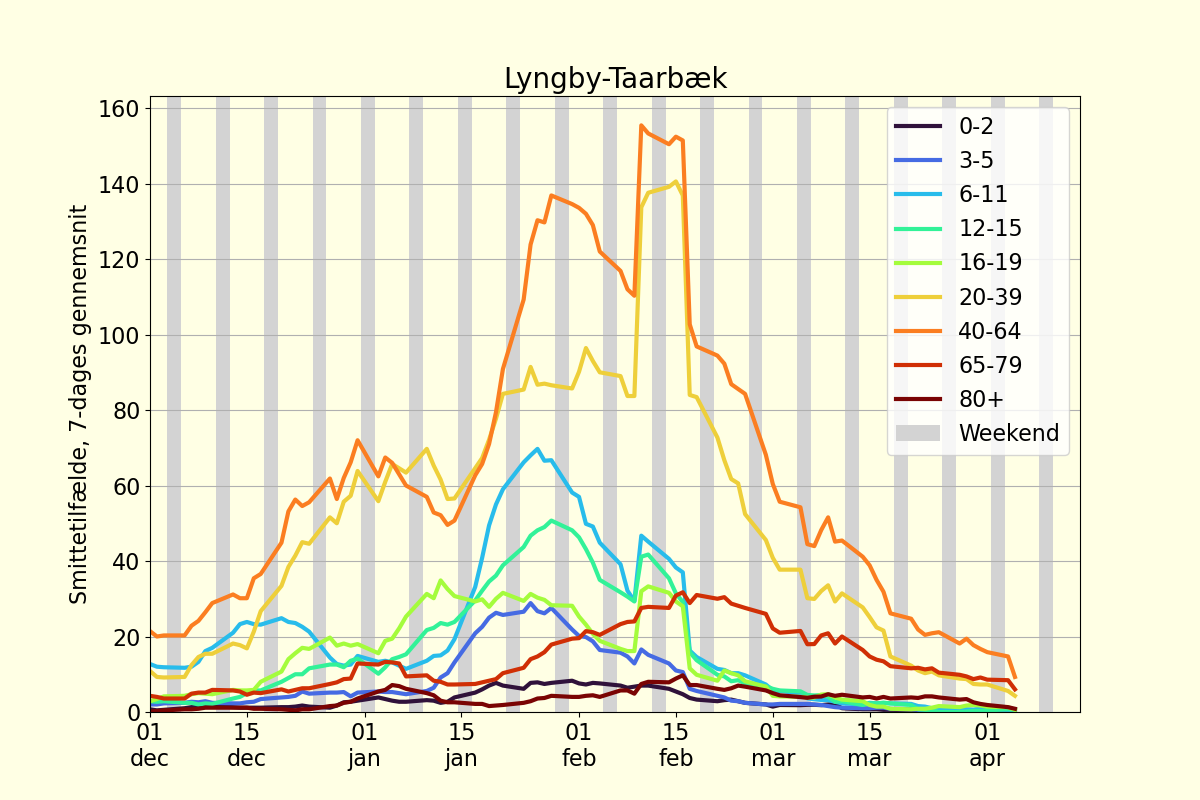 Lyngby-Taarbæk
Smittetilfælde, 7-dages gennemsnit
160
140
120
100
80
60
40
20
0
01 dec
15 dec
01 jan
15 jan
01 feb
15 feb
01 mar
15 mar
01 apr
0-2
3-5
6-11
12-15
16-19
20-39
40-64
65-79
80+
Weekend